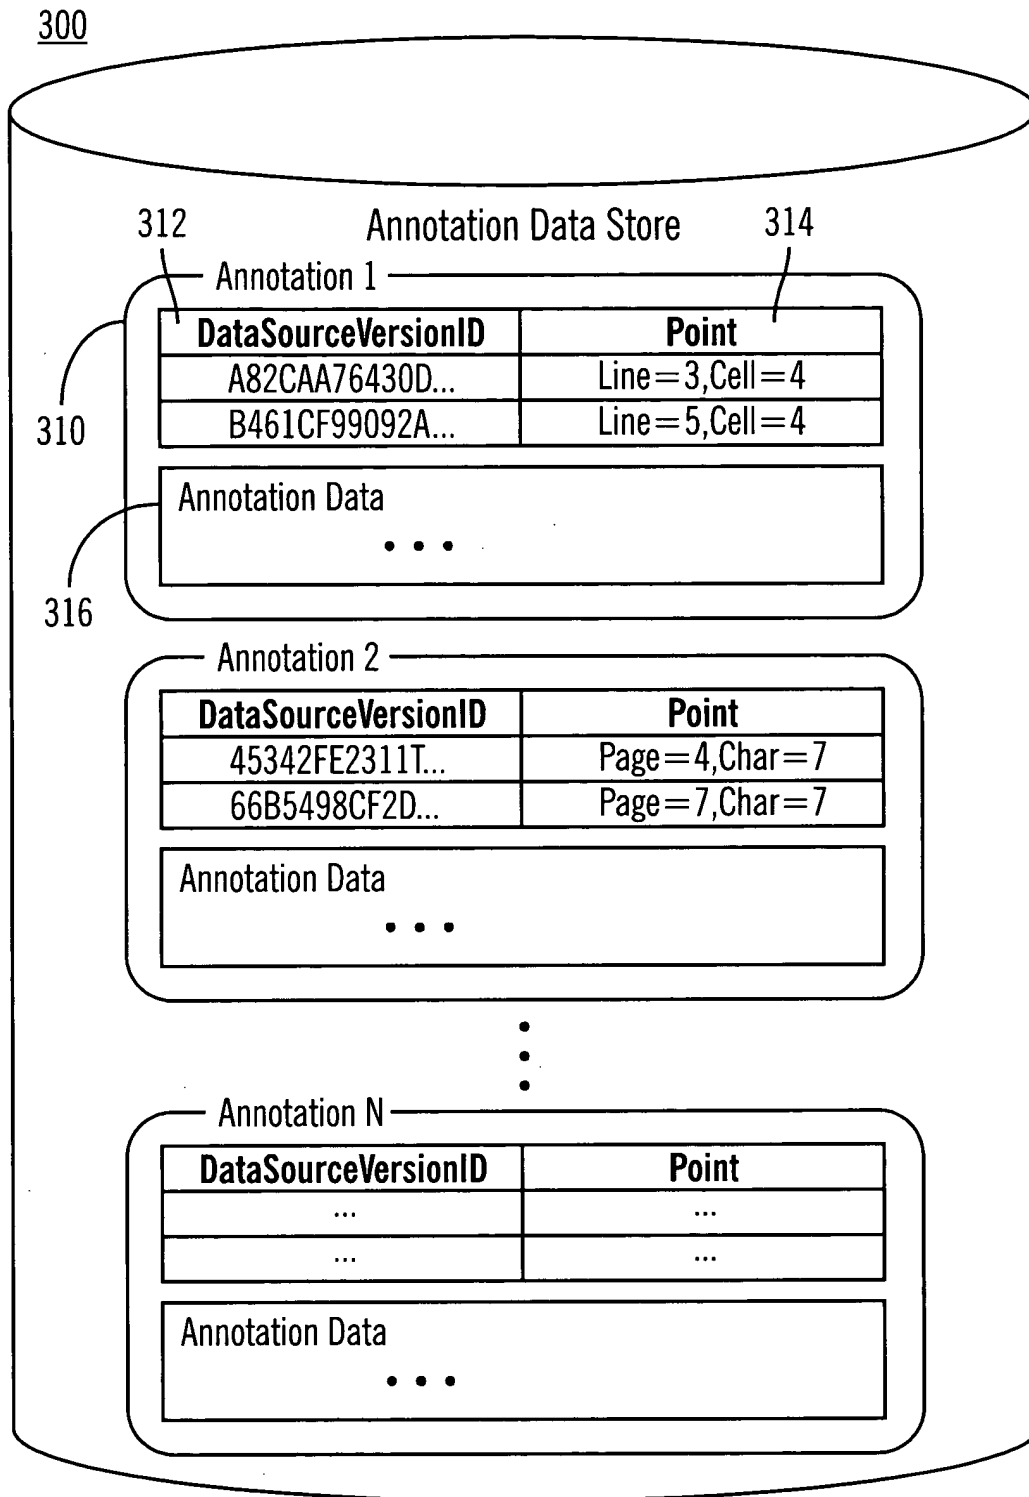 300
312 Annotation Data Store 314
Annotation 1
DataSourceVersionID Point
A82CAA76430D... Line=3,Cell=4
B461CF99092A... Line=5,Cell=4
310
Annotation Data
...
316
Annotation 2
DataSourceVersionID Point
45342FE2311T... Page=4,Char=7
66B5498CF2D... Page=7,Char=7
Annotation Data
...
Annotation N
DataSourceVersionID Point
... ...
... ...
Annotation Data
...